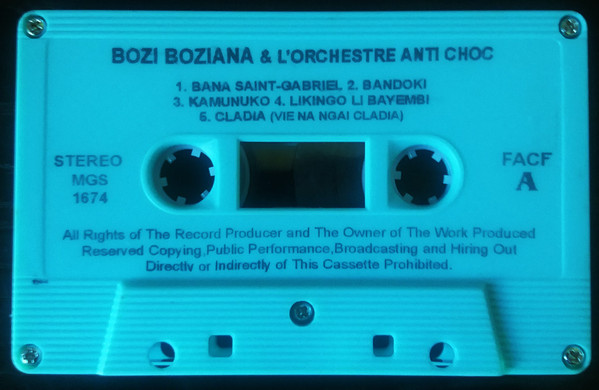 BOZI BOZIANA & L'ORCHESTRE ANTI CHOC
1. BANA SAINT-GABRIEL 2. BANDOKI
3. KAMUNUKO 4. LIKINGO LI BAYEMBI
5. CLADIA (VIE NA NGAI CLADIA)
STEREO
MGS
1674
FACF
A
All Rights of The Record Producer and The Owner of The Work Produced
Reserved Copying,Public Performance,Broadcasting and Hiring Out
Directly or Indirectly of This Cassette Prohibited.